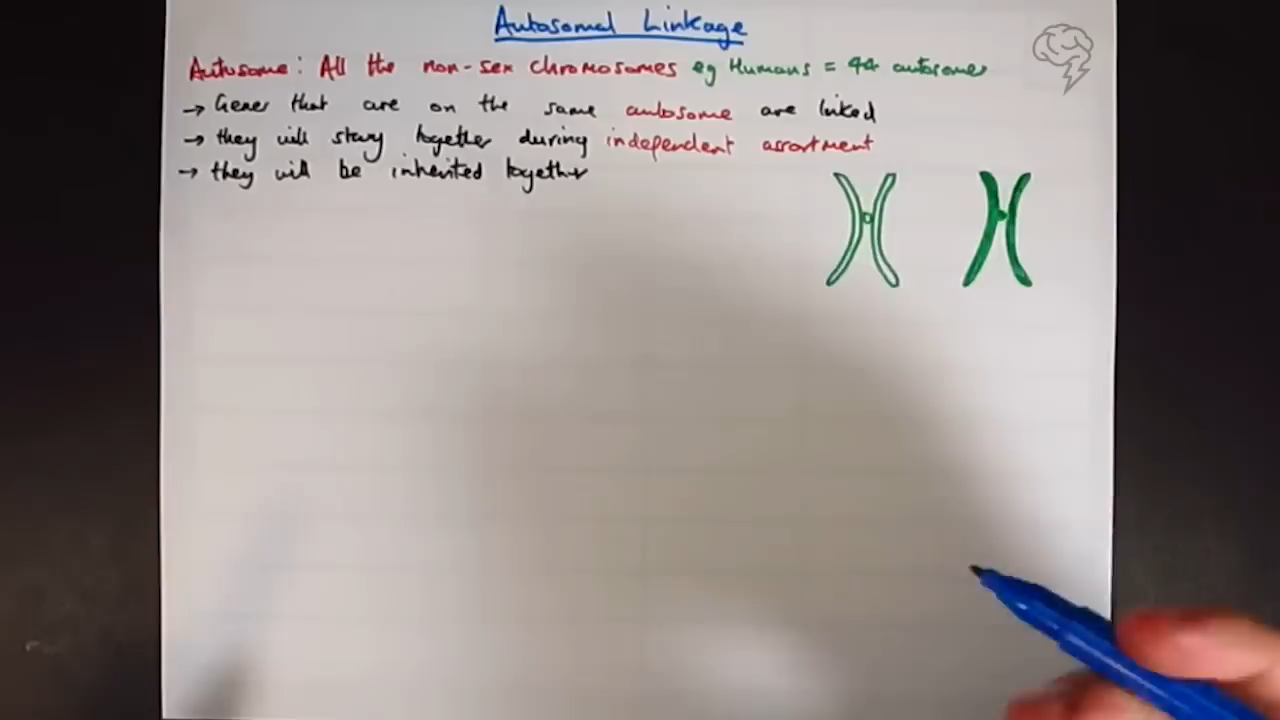 Autosomal Linkage
Autosome: All the non-sex chromosomes eg Humans = 44 autosomes
→ Genes that are on the same autosome are linked
→ they will stay together during independent assortment
→ they will be inherited together